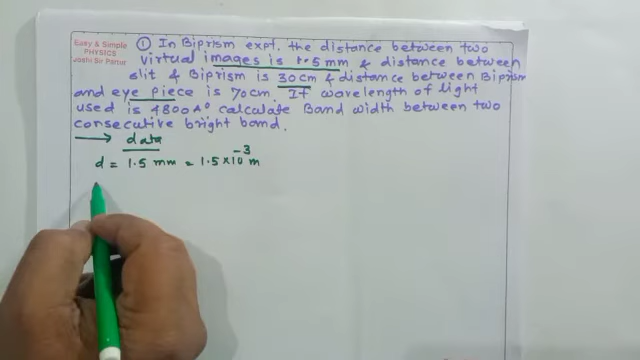 Easy & Simple
PHYSICS
Joshi Sir Pattur
① In Biprism expt. the distance between two
virtual images is 1.5 mm & distance between
slit & Biprism is 30 cm & distance between Biprism
and eye piece is 70 cm. If wavelength of light
used is 4800 A° calculate Band width between two
consecutive bright band.
→ data
d = 1.5 mm = 1.5 × 10⁻³ m